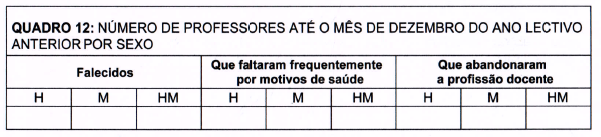 QUADRO 12: NÚMERO DE PROFESSORES ATÉ O MÊS DE DEZEMBRO DO ANO LECTIVO
ANTERIOR POR SEXO
Falecidos
Que faltaram frequentemente
por motivos de saúde
Que abandonaram
a profissão docente
H M HM H M HM H M HM